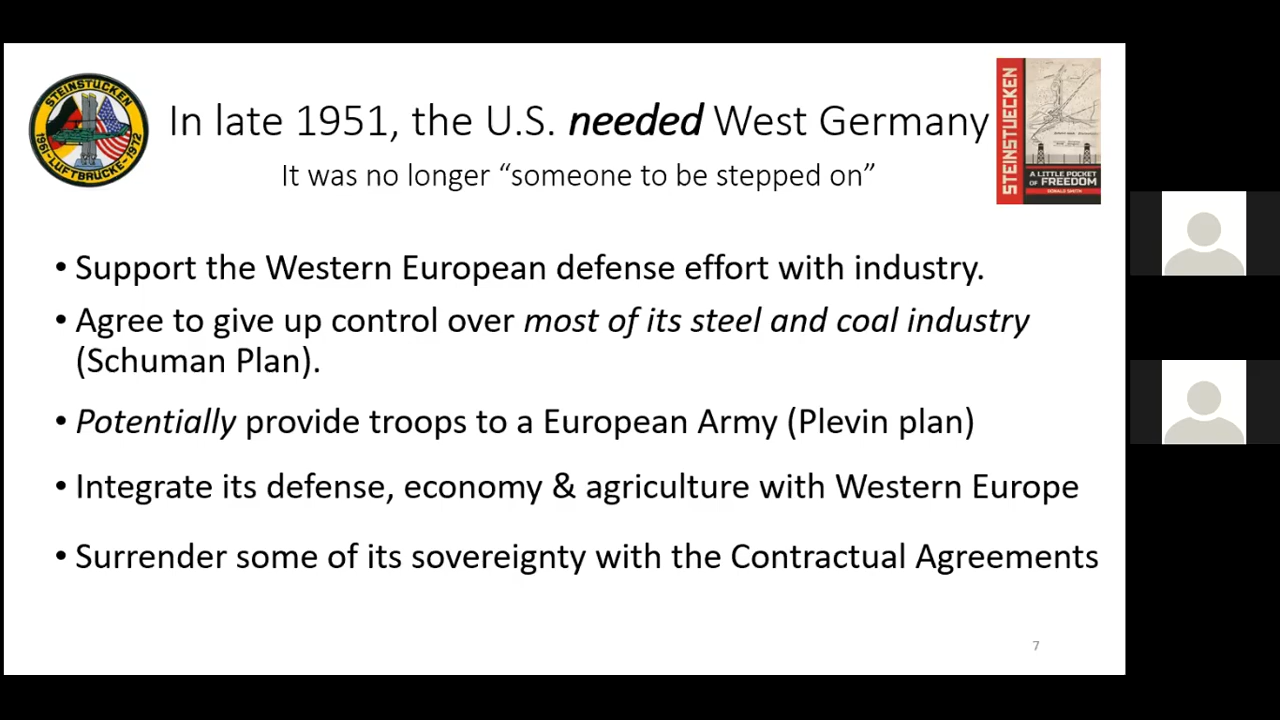 STEINSTÜCKEN
1961-LUFTBRÜCKE-1972
In late 1951, the U.S. needed West Germany
It was no longer “someone to be stepped on”
STEINSTUECKEN
A LITTLE POCKET
OF FREEDOM
DONALD SMITH
• Support the Western European defense effort with industry.
• Agree to give up control over most of its steel and coal industry
(Schuman Plan).
• Potentially provide troops to a European Army (Plevin plan)
• Integrate its defense, economy & agriculture with Western Europe
• Surrender some of its sovereignty with the Contractual Agreements
7